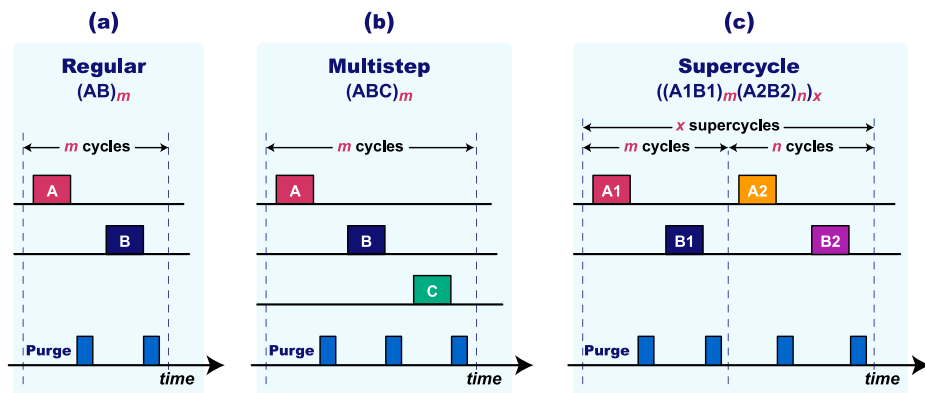 (a)
Regular
(AB)m
m cycles
A
B
Purge
time
(b)
Multistep
(ABC)m
m cycles
A
B
C
Purge
time
(c)
Supercycle
((A1B1)m(A2B2)n)x
x supercycles
m cycles
n cycles
A1
A2
B1
B2
Purge
time